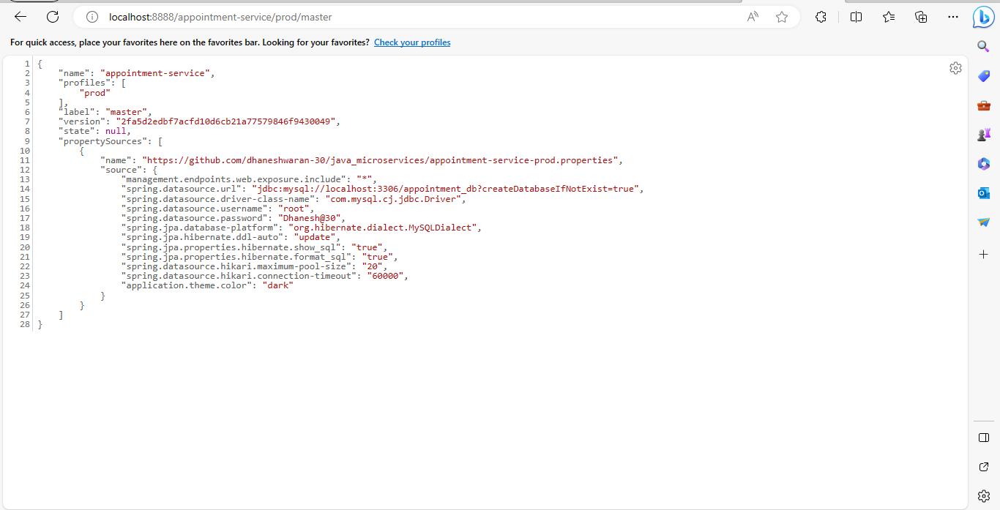 localhost:8888/appointment-service/prod/master
For quick access, place your favorites here on the favorites bar. Looking for your favorites? Check your profiles
1 {
2 "name": "appointment-service",
3 "profiles": [
4 "prod"
5 ],
6 "label": "master",
7 "version": "2fa5d2edbf7acfd10d6cb21a77579846f9430049",
8 "state": null,
9 "propertySources": [
10 {
11 "name": "https://github.com/dhaneshwaran-30/java_microservices/appointment-service-prod.properties",
12 "source": {
13 "management.endpoints.web.exposure.include": "*",
14 "spring.datasource.url": "jdbc:mysql://localhost:3306/appointment_db?createDatabaseIfNotExist=true",
15 "spring.datasource.driver-class-name": "com.mysql.cj.jdbc.Driver",
16 "spring.datasource.username": "root",
17 "spring.datasource.password": "Dhanesh@30",
18 "spring.jpa.database-platform": "org.hibernate.dialect.MySQLDialect",
19 "spring.jpa.hibernate.ddl-auto": "update",
20 "spring.jpa.properties.hibernate.show_sql": "true",
21 "spring.jpa.properties.hibernate.format_sql": "true",
22 "spring.datasource.hikari.maximum-pool-size": "20",
23 "spring.datasource.hikari.connection-timeout": "60000",
24 "application.theme.color": "dark"
25 }
26 }
27 ]
28 }